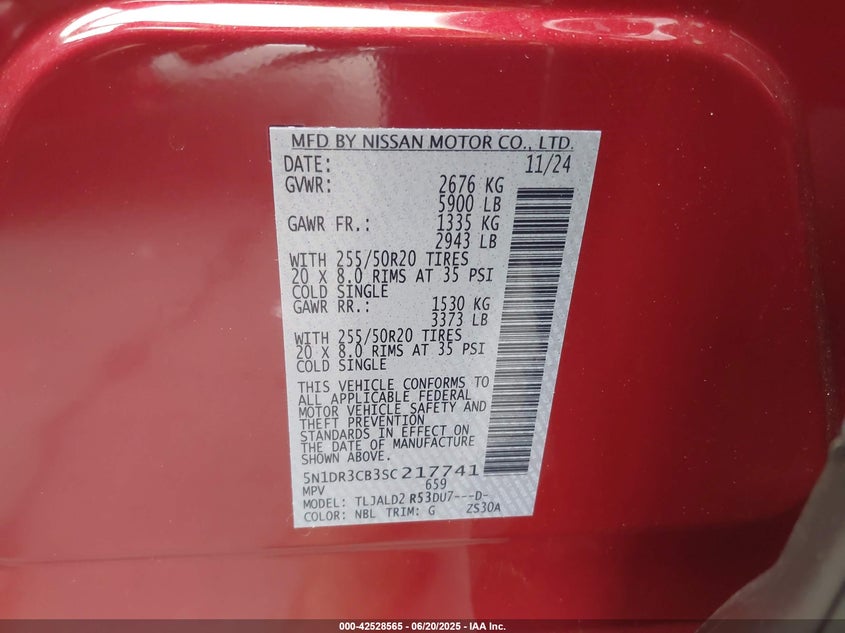 MFD BY NISSAN MOTOR CO., LTD.
DATE: 11/24
GVWR: 2676 KG
5900 LB
GAWR FR.: 1335 KG
2943 LB
WITH 255/50R20 TIRES
20 X 8.0 RIMS AT 35 PSI
COLD SINGLE
GAWR RR.: 1530 KG
3373 LB
WITH 255/50R20 TIRES
20 X 8.0 RIMS AT 35 PSI
COLD SINGLE
THIS VEHICLE CONFORMS TO
ALL APPLICABLE FEDERAL
MOTOR VEHICLE SAFETY AND
THEFT PREVENTION
STANDARDS IN EFFECT ON
THE DATE OF MANUFACTURE
SHOWN ABOVE.
5N1DR3CB3SC217741
MPV 659
MODEL: TLJALD2 R53DU7---D-
COLOR: NBL TRIM: G ZS30A
000-42528565 - 06/20/2025 - IAA Inc.